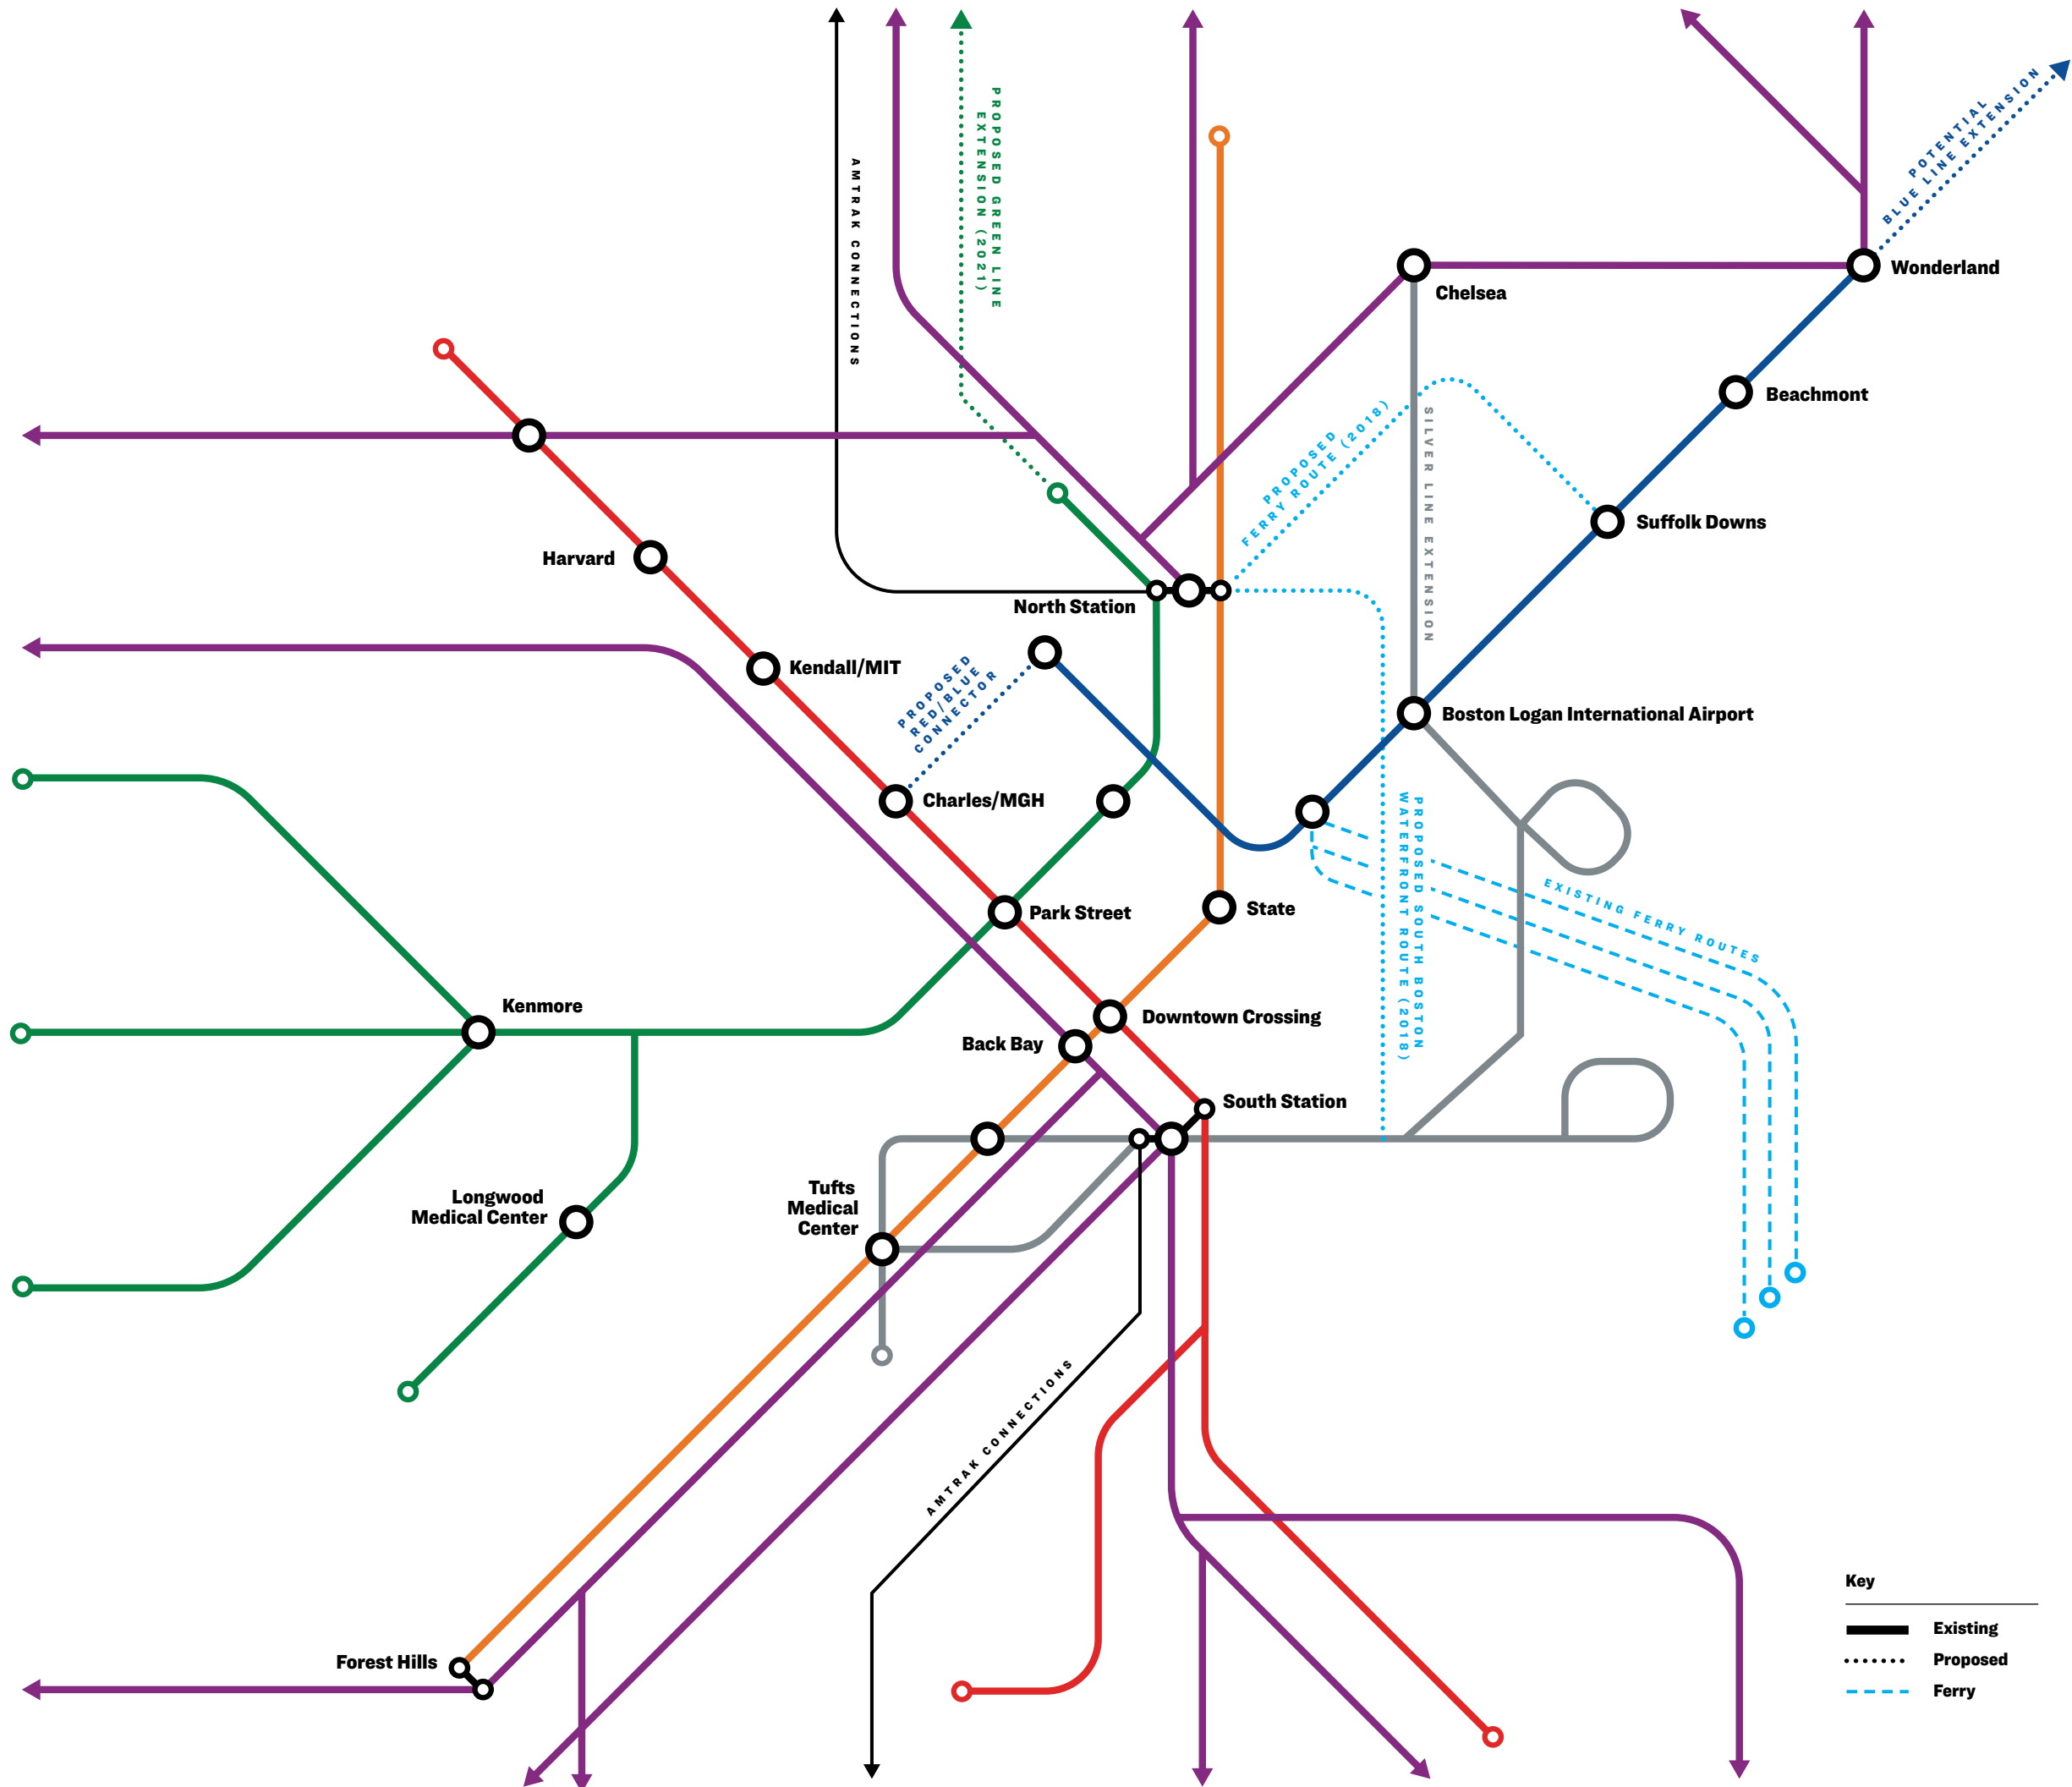 AMTRAK CONNECTIONS
PROPOSED GREEN LINE
EXTENSION (2021)
POTENTIAL
BLUE LINE EXTENSION
Wonderland
Chelsea
Beachmont
PROPOSED
FERRY ROUTE (2018)
SILVER LINE EXTENSION
Suffolk Downs
Harvard
North Station
Kendall/MIT
PROPOSED
RED/BLUE
CONNECTOR
Boston Logan International Airport
Charles/MGH
PROPOSED SOUTH BOSTON
WATERFRONT ROUTE (2018)
EXISTING FERRY ROUTES
Park Street
State
Kenmore
Downtown Crossing
Back Bay
South Station
Longwood
Medical Center
Tufts
Medical
Center
AMTRAK CONNECTIONS
Forest Hills
Key
Existing
Proposed
Ferry